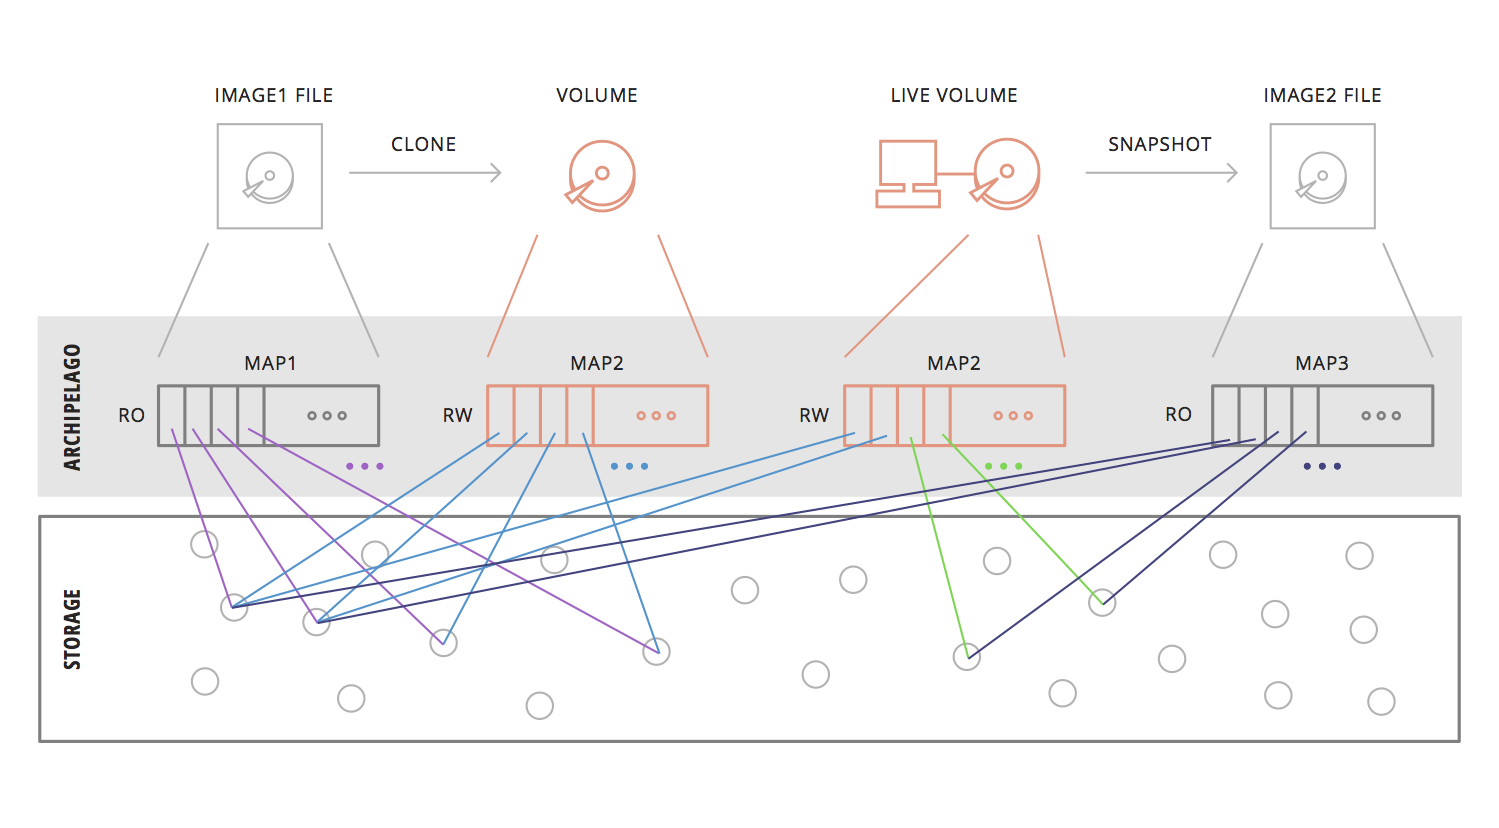 IMAGE1 FILE
VOLUME
LIVE VOLUME
IMAGE2 FILE
CLONE
SNAPSHOT
ARCHIPELAGO
MAP1
MAP2
MAP2
MAP3
RO
RW
RW
RO
STORAGE